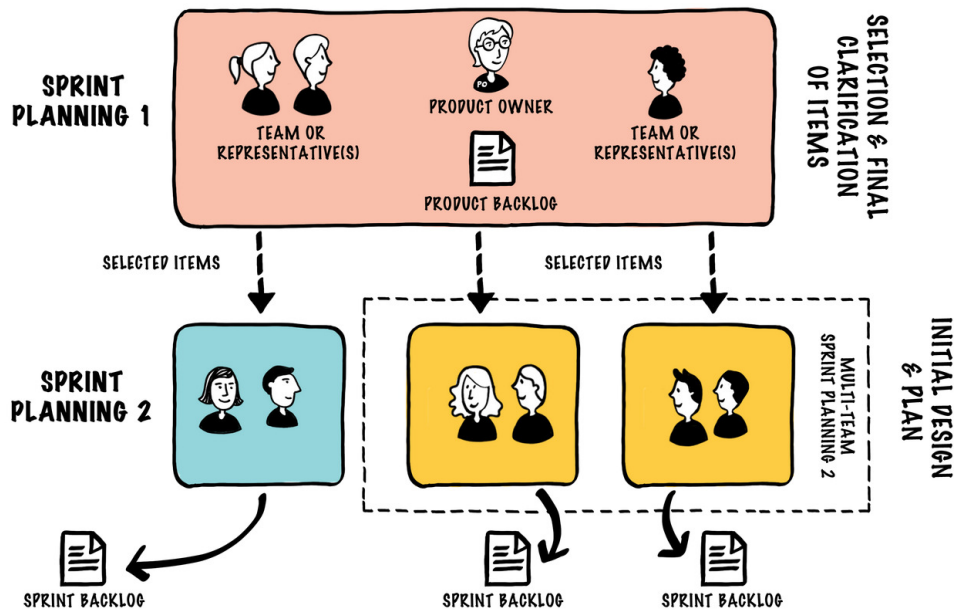 SPRINT
PLANNING 1
PO
PRODUCT OWNER
TEAM OR
REPRESENTATIVE(S)
TEAM OR
REPRESENTATIVE(S)
PRODUCT BACKLOG
SELECTION & FINAL
CLARIFICATION
OF ITEMS
SELECTED ITEMS
SELECTED ITEMS
SPRINT
PLANNING 2
MULTI-TEAM
SPRINT PLANNING 2
INITIAL DESIGN
& PLAN
SPRINT BACKLOG
SPRINT BACKLOG
SPRINT BACKLOG